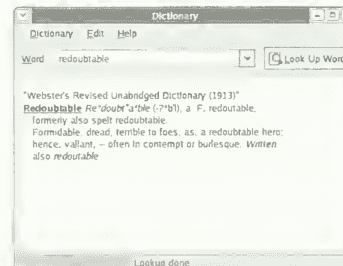 Dictionary
Dictionary Edit Help
Word redoubtable Look Up Word
"Webster's Revised Unabridged Dictionary (1913)"
Redoubtable Re*doubt"a*ble (-?*b'l), a F. redoutable,
formerly also spelt redoubtable.
Formidable, dread, terrible to foes, as, a redoubtable hero;
hence, valiant, – often in contempt or burlesque. Written
also redoutable
Lookup done